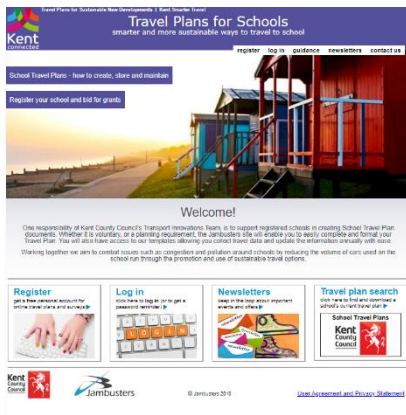 Travel Plans for Sustainable New Developments | Kent Smarter Travel
Travel Plans for Schools
smarter and more sustainable ways to travel to school
Kent
connected
register log in guidance newsletters contact us
School Travel Plans - how to create, store and maintain
Register your school and bid for grants
Welcome!
One responsibility of Kent County Council's Transport Innovations Team, is to support registered schools in creating School Travel Plan
documents. Whether it is voluntary, or a planning requirement, the Jambusters site will enable you to easily complete and format your
Travel Plan. You will also have access to our templates allowing you collect travel data and update the information annually with ease.
Working together we aim to combat issues such as congestion and pollution around schools by reducing the volume of cars used on the
school run through the promotion and use of sustainable travel options.
Register
get a free personal account for
online travel plans and surveys
Log in
click here to log in (or to get a
password reminder)
LOGIN
Newsletters
keep in the loop about important
events and offers
Travel plan search
click here to find and download a
school's current travel plan
School Travel Plans
Kent
County
Council
Kent
County
Council
Jambusters
© Jambusters 2015
User Agreement and Privacy Statement